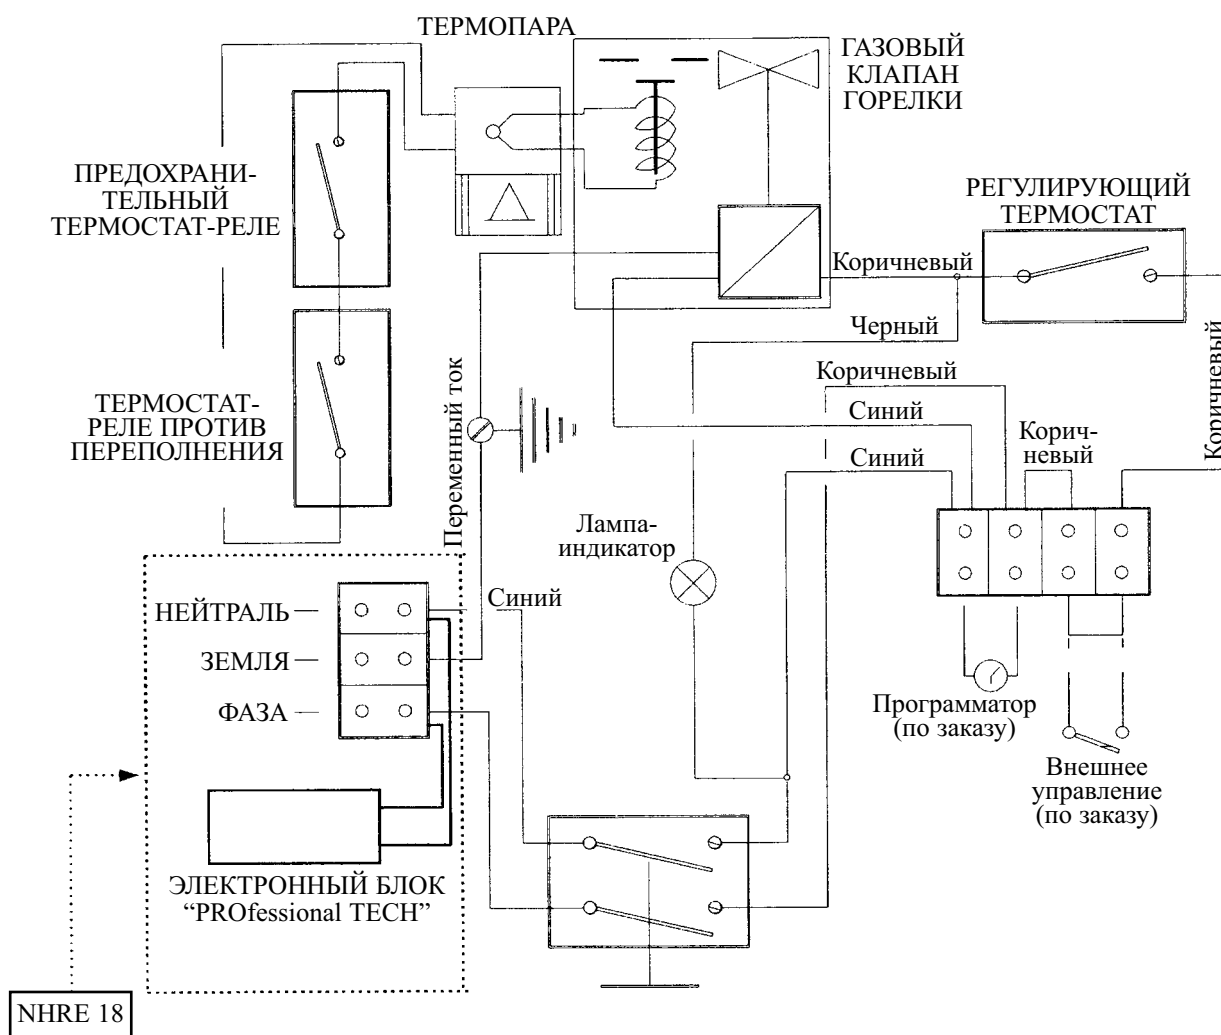 ТЕРМОПАРА
ГАЗОВЫЙ
КЛАПАН
ГОРЕЛКИ
ПРЕДОХРАНИ-
ТЕЛЬНЫЙ
ТЕРМОСТАТ-РЕЛЕ
РЕГУЛИРУЮЩИЙ
ТЕРМОСТАТ
Коричневый
Черный
Коричневый
Синий
Синий
Корич-
невый
Коричневый
ТЕРМОСТАТ-
РЕЛЕ ПРОТИВ
ПЕРЕПОЛНЕНИЯ
Переменный ток
Лампа-
индикатор
НЕЙТРАЛЬ
ЗЕМЛЯ
ФАЗА
Синий
Программатор
(по заказу)
Внешнее
управление
(по заказу)
ЭЛЕКТРОННЫЙ БЛОК
“PROfessional TECH”
NHRE 18